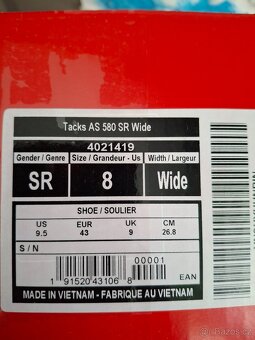 Tacks AS 580 SR Wide
4021419
Gender / Genre Size / Grandeur - Us Width / Largeur
SR 8 Wide
SHOE / SOULIER
US EUR UK CM
9.5 43 9 26.8
S / N
00001
1 91520 43106 8 EAN
MADE IN VIETNAM - FABRIQUE AU VIETNAM